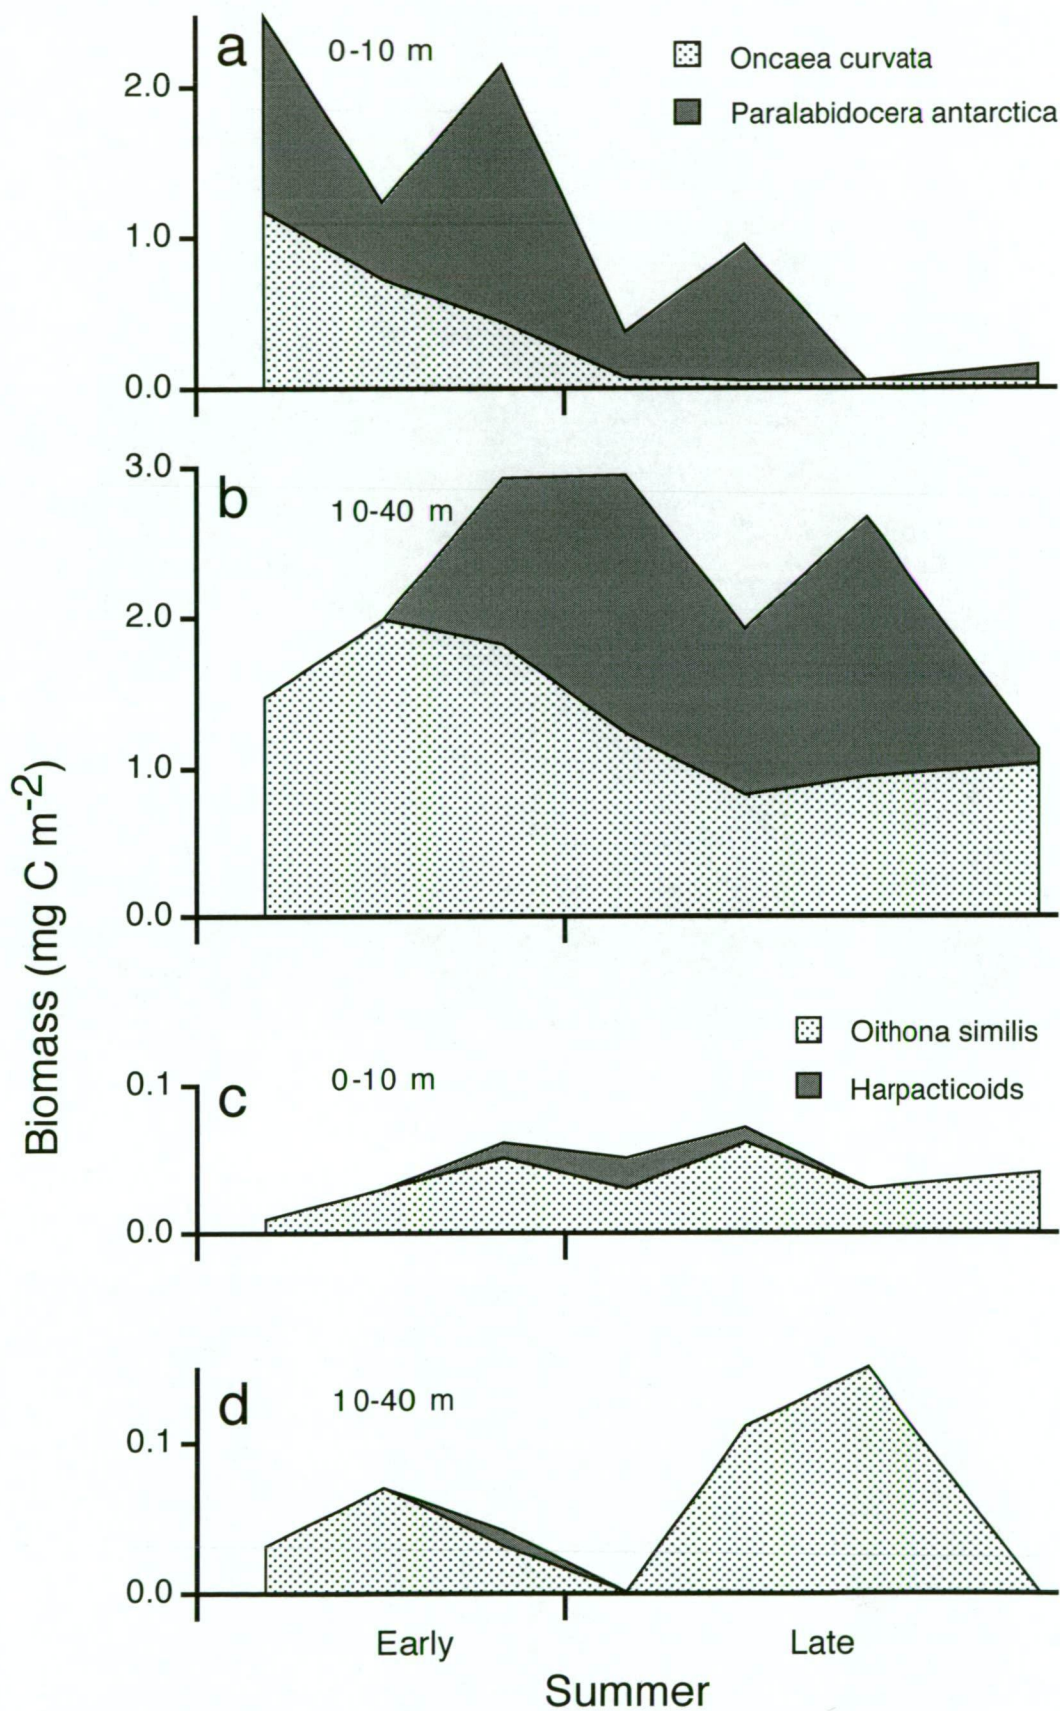 a
0-10 m
Oncaea curvata
Paralabidocera antarctica
2.0
1.0
0.0
b
10-40 m
3.0
2.0
1.0
0.0
Biomass (mg C m-2)
c
0-10 m
Oithona similis
Harpacticoids
0.1
0.0
d
10-40 m
0.1
0.0
Early Late
Summer